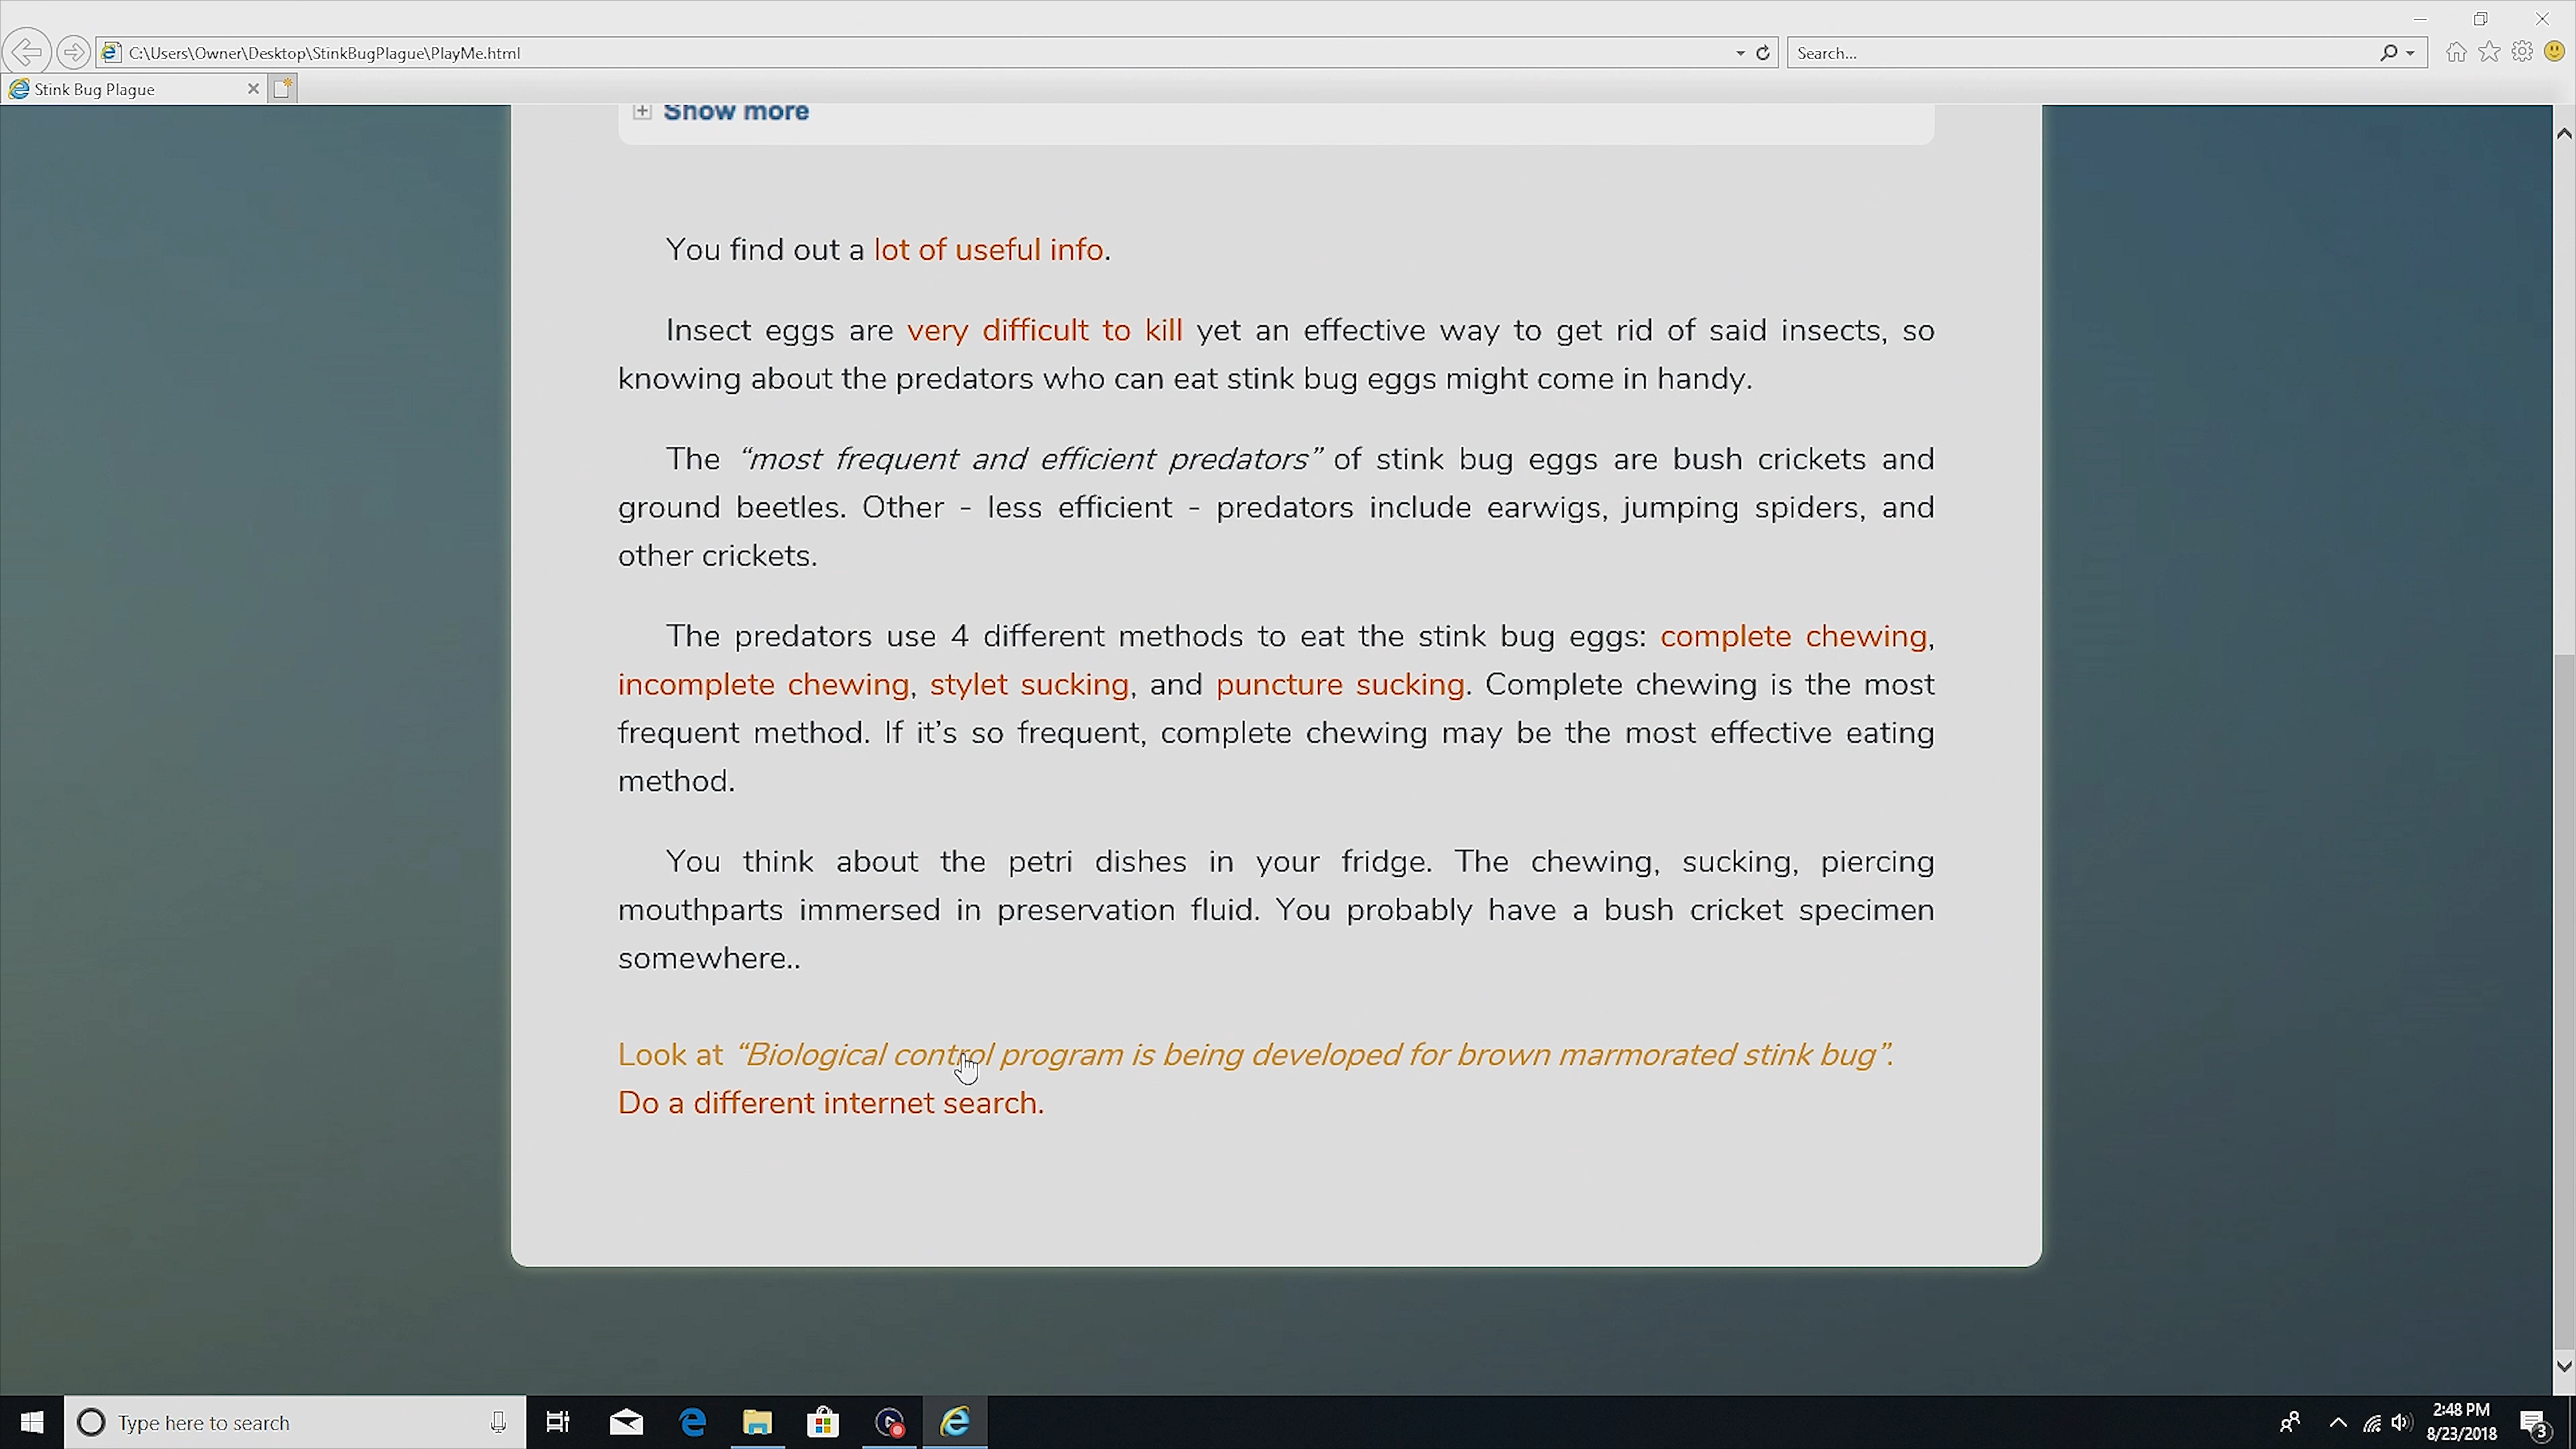 C:\Users\Owner\Desktop\StinkBugPlague\PlayMe.html
Search...
Stink Bug Plague
Show more
You find out a lot of useful info.
Insect eggs are very difficult to kill yet an effective way to get rid of said insects, so
knowing about the predators who can eat stink bug eggs might come in handy.
The “most frequent and efficient predators” of stink bug eggs are bush crickets and
ground beetles. Other - less efficient - predators include earwigs, jumping spiders, and
other crickets.
The predators use 4 different methods to eat the stink bug eggs: complete chewing,
incomplete chewing, stylet sucking, and puncture sucking. Complete chewing is the most
frequent method. If it’s so frequent, complete chewing may be the most effective eating
method.
You think about the petri dishes in your fridge. The chewing, sucking, piercing
mouthparts immersed in preservation fluid. You probably have a bush cricket specimen
somewhere..
Look at “Biological control program is being developed for brown marmorated stink bug”.
Do a different internet search.
Type here to search
2:48 PM
8/23/2018
3